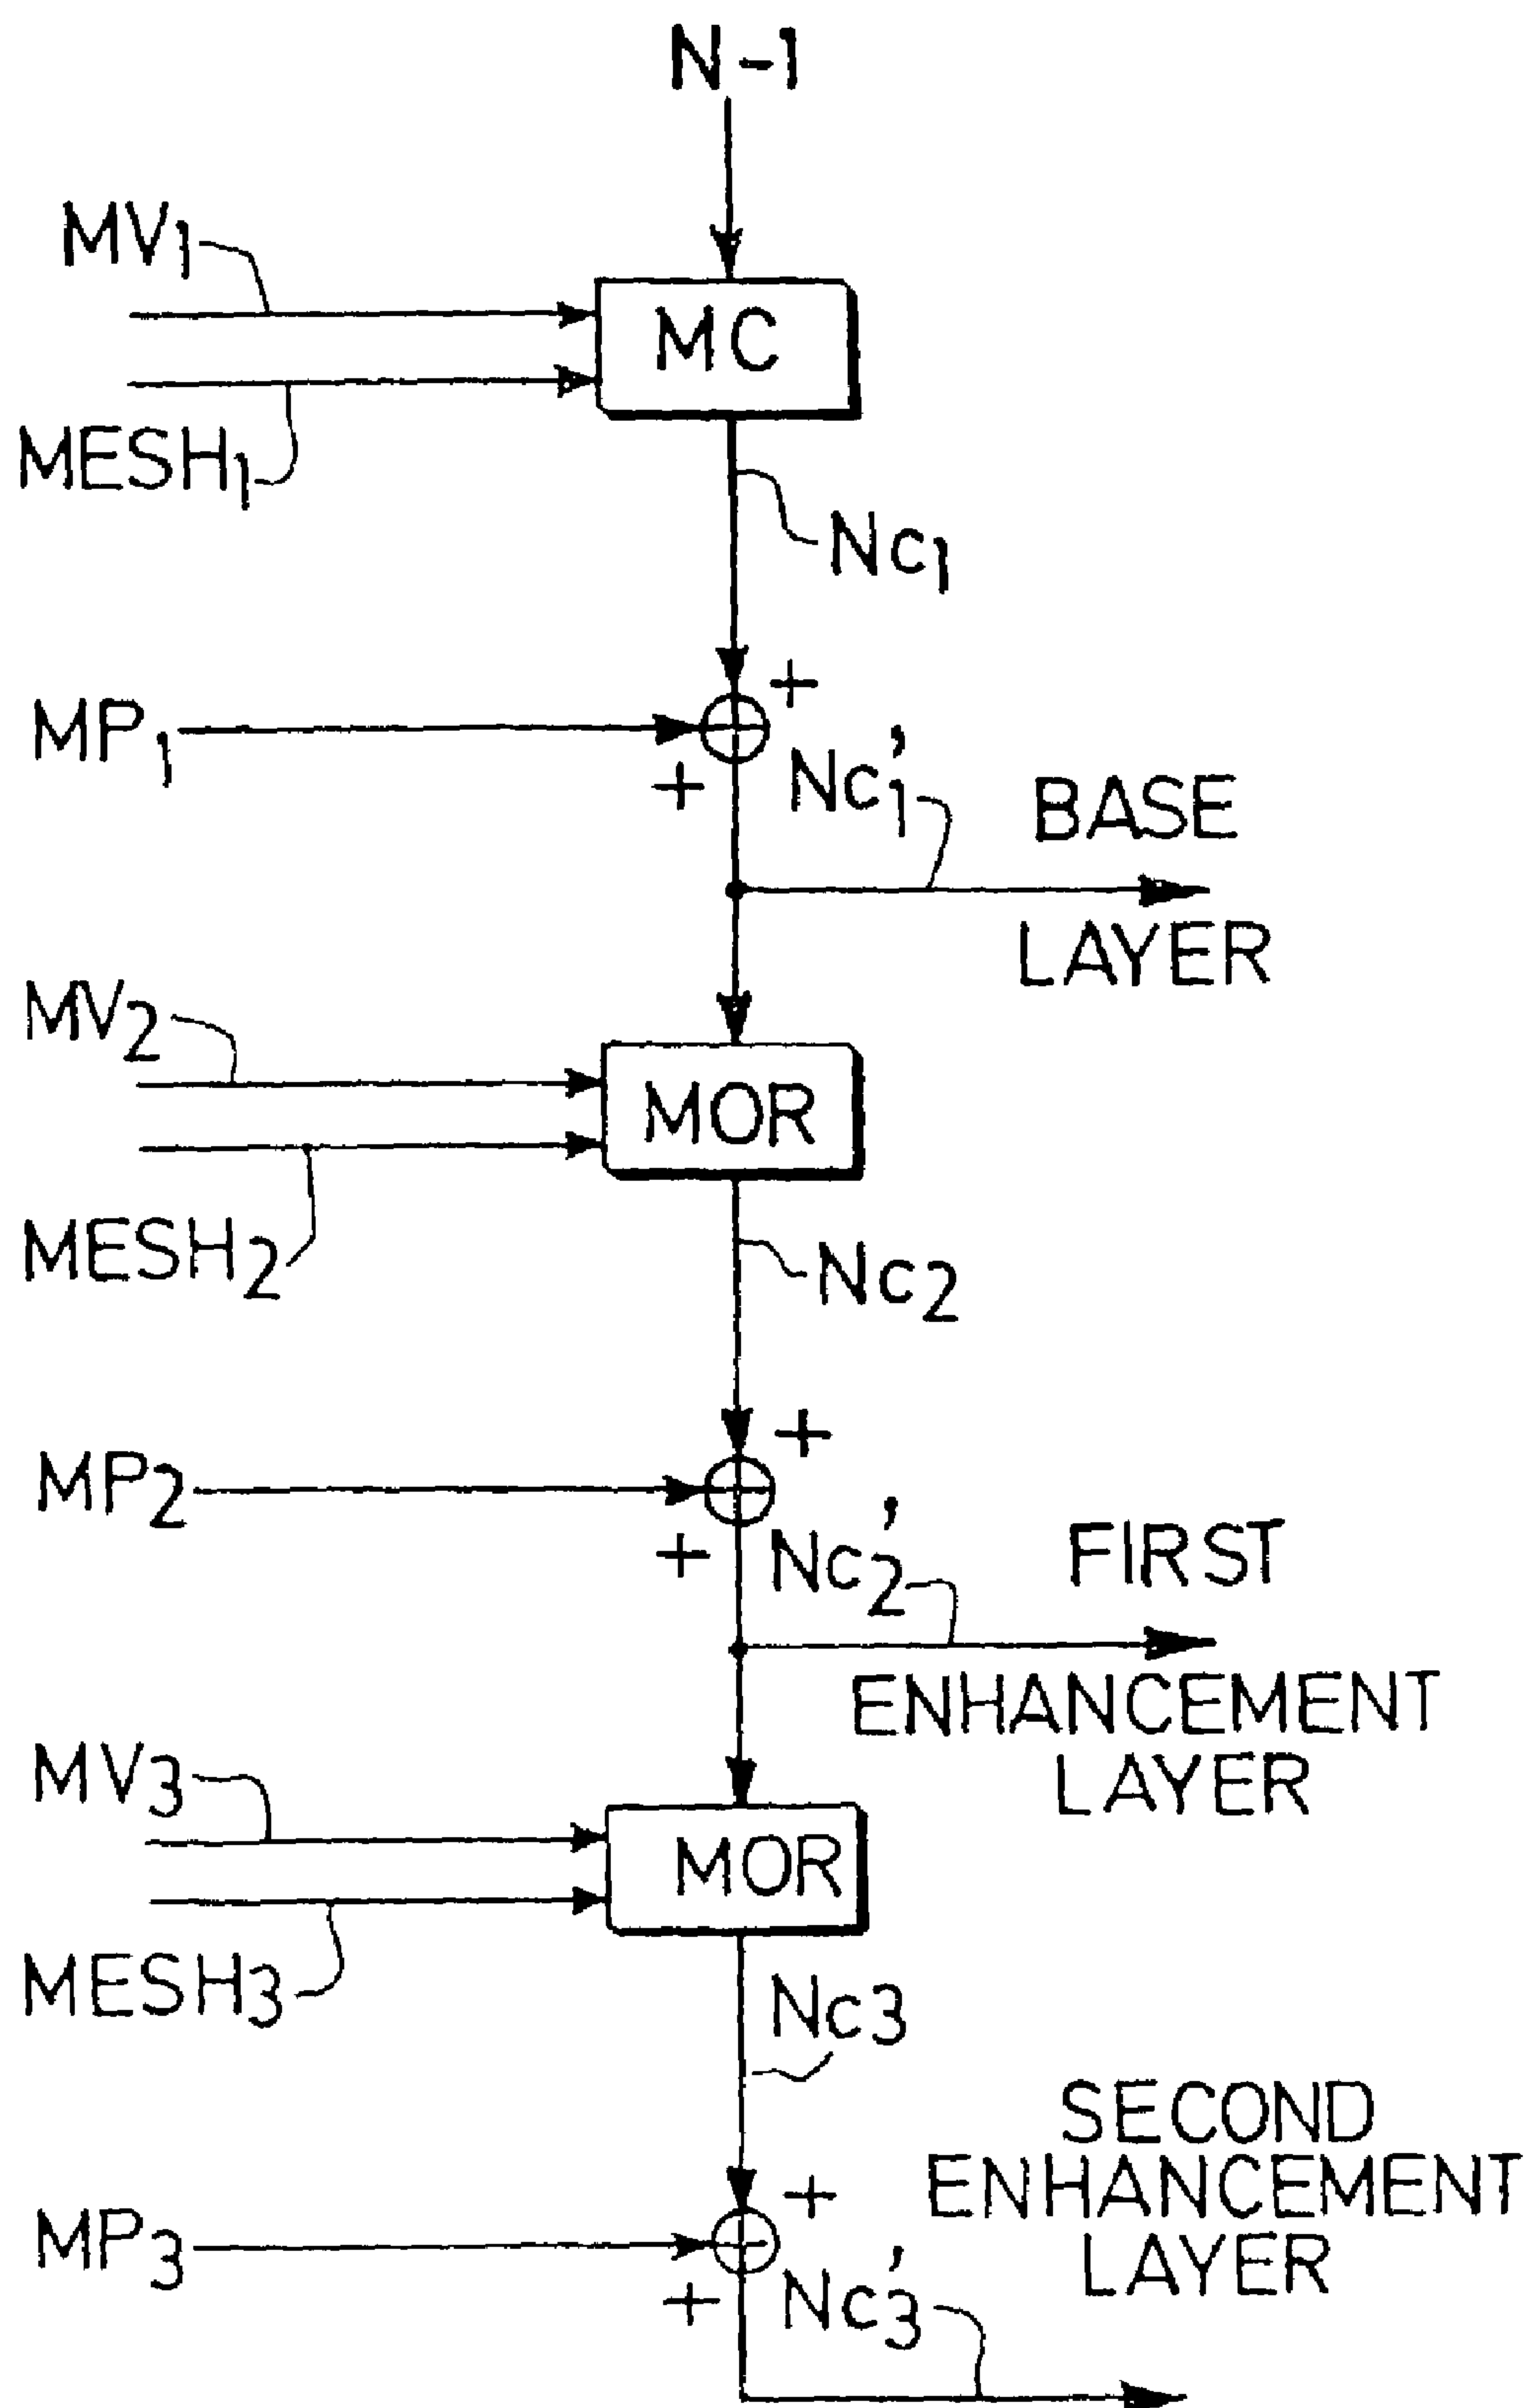 N-1
MV1
MC
MESH1
Nc1
+
MP1
+
Nc'1
BASE
LAYER
MV2
MOR
MESH2
Nc2
+
MP2
+
Nc'2
FIRST
ENHANCEMENT
LAYER
MV3
MOR
MESH3
Nc3
SECOND
ENHANCEMENT
LAYER
+
MP3
+
Nc'3